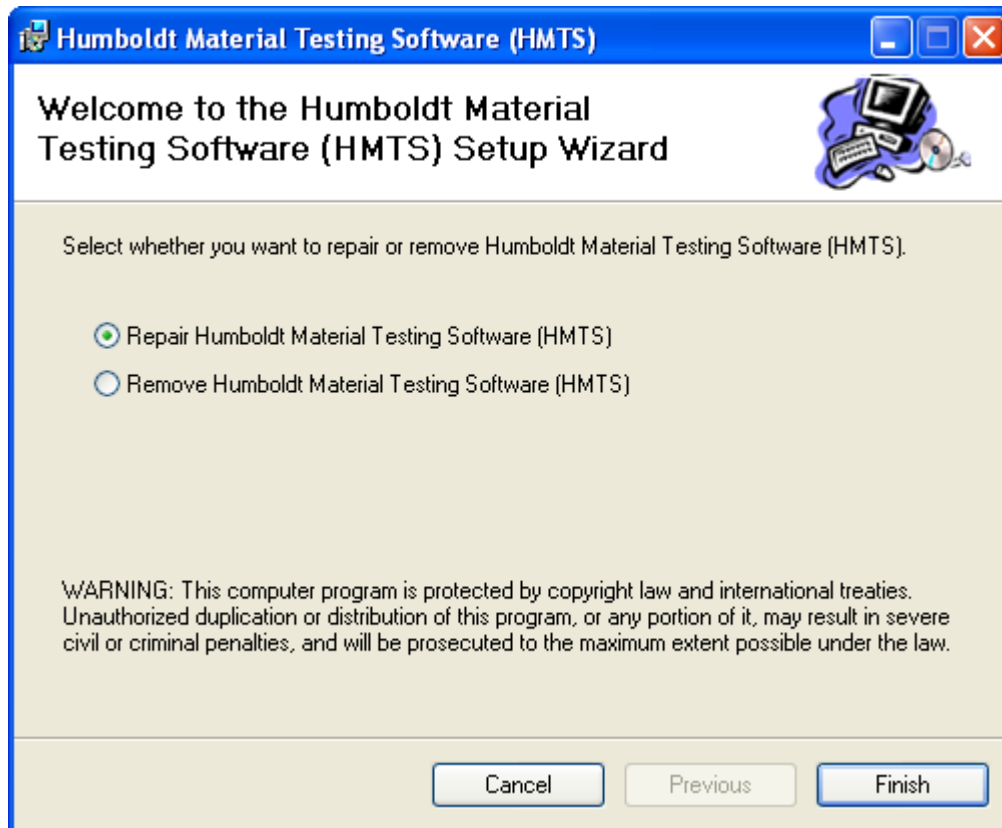 Humboldt Material Testing Software (HMTS)
Welcome to the Humboldt Material
Testing Software (HMTS) Setup Wizard
Select whether you want to repair or remove Humboldt Material Testing Software (HMTS).
Repair Humboldt Material Testing Software (HMTS)
Remove Humboldt Material Testing Software (HMTS)
WARNING: This computer program is protected by copyright law and international treaties.
Unauthorized duplication or distribution of this program, or any portion of it, may result in severe
civil or criminal penalties, and will be prosecuted to the maximum extent possible under the law.
Cancel
Previous
Finish